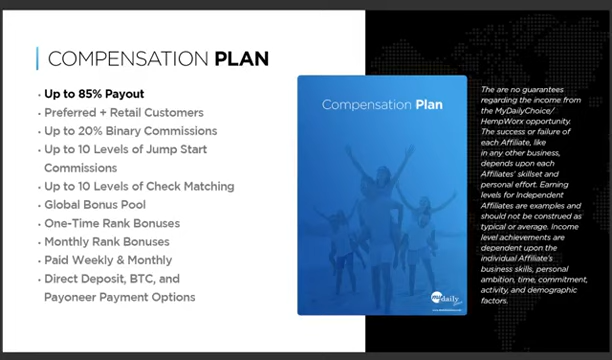 COMPENSATION PLAN
· Up to 85% Payout
· Preferred + Retail Customers
· Up to 20% Binary Commissions
· Up to 10 Levels of Jump Start
Commissions
· Up to 10 Levels of Check Matching
· Global Bonus Pool
· One-Time Rank Bonuses
· Monthly Rank Bonuses
· Paid Weekly & Monthly
· Direct Deposit, BTC, and
Payoneer Payment Options
Compensation Plan
my daily
The are no guarantees
regarding the income from
the MyDailyChoice/
HempWorx opportunity.
The success or failure of
each Affiliate, like
in any other business,
depends upon each
Affiliates' skillset and
personal effort. Earning
levels for Independent
Affiliates are examples and
should not be construed as
typical or average. Income
level achievements are
dependent upon the
individual Affiliate's
business skills, personal
ambition, time, commitment,
activity, and demographic
factors.